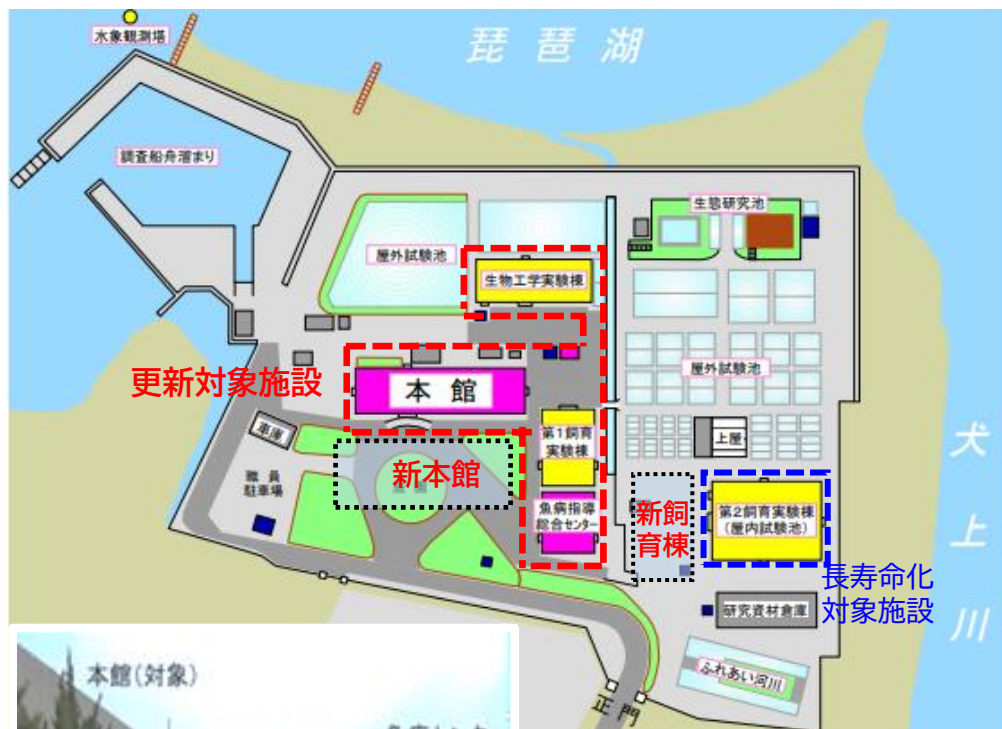 水象観測塔
琵琶湖
調査船舟溜まり
生態研究池
屋外試験池
生物工学実験棟
更新対象施設
本館
屋外試験池
車庫
第1飼育
実験棟
上屋
新本館
職員
駐車場
魚病指導
総合センター
新飼
育棟
第2飼育実験棟
(屋内試験池)
犬上川
長寿命化
対象施設
研究資材倉庫
ふれあい河川
本館(対象)
正門